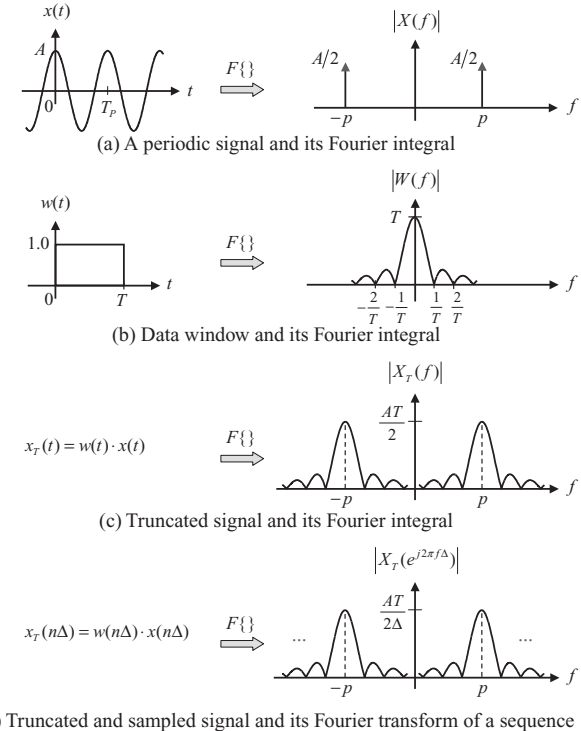 x(t) |X(f)|
A F{} A/2 A/2
0 T_P t −p p f
(a) A periodic signal and its Fourier integral
w(t) |W(f)|
1.0 F{} T
0 T t −2/T −1/T 1/T 2/T f
(b) Data window and its Fourier integral
|X_T(f)|
x_T(t) = w(t)·x(t) F{} AT/2
−p p f
(c) Truncated signal and its Fourier integral
|X_T(e^{j2πfΔ})|
x_T(nΔ) = w(nΔ)·x(nΔ) F{} AT/2Δ ... ...
−p p f
) Truncated and sampled signal and its Fourier transform of a sequence